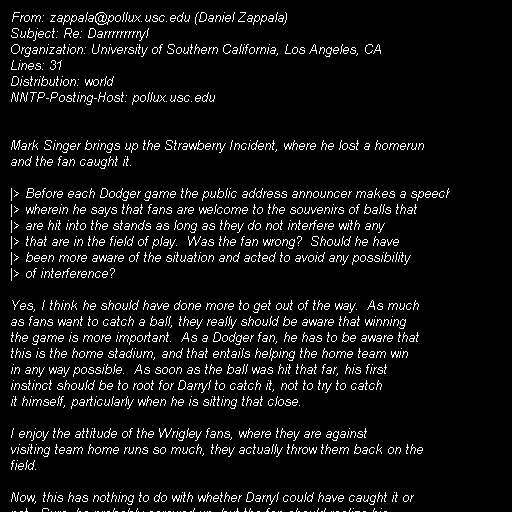 From: zappala@pollux.usc.edu (Daniel Zappala)
Subject: Re: Darrrrrrrryl
Organization: University of Southern California, Los Angeles, CA
Lines: 31
Distribution: world
NNTP-Posting-Host: pollux.usc.edu
Mark Singer brings up the Strawberry Incident, where he lost a homerun
and the fan caught it.
|> Before each Dodger game the public address announcer makes a speech
|> wherein he says that fans are welcome to the souvenirs of balls that
|> are hit into the stands as long as they do not interfere with any
|> that are in the field of play.  Was the fan wrong?  Should he have
|> been more aware of the situation and acted to avoid any possibility
|> of interference?
Yes, I think he should have done more to get out of the way.  As much
as fans want to catch a ball, they really should be aware that winning
the game is more important.  As a Dodger fan, he has to be aware that
this is the home stadium, and that entails helping the home team win
in any way possible.  As soon as the ball was hit that far, his first
instinct should be to root for Darryl to catch it, not to try to catch
it himself, particularly when he is sitting that close.
I enjoy the attitude of the Wrigley fans, where they are against
visiting team home runs so much, they actually throw them back on the
field.
Now, this has nothing to do with whether Darryl could have caught it or